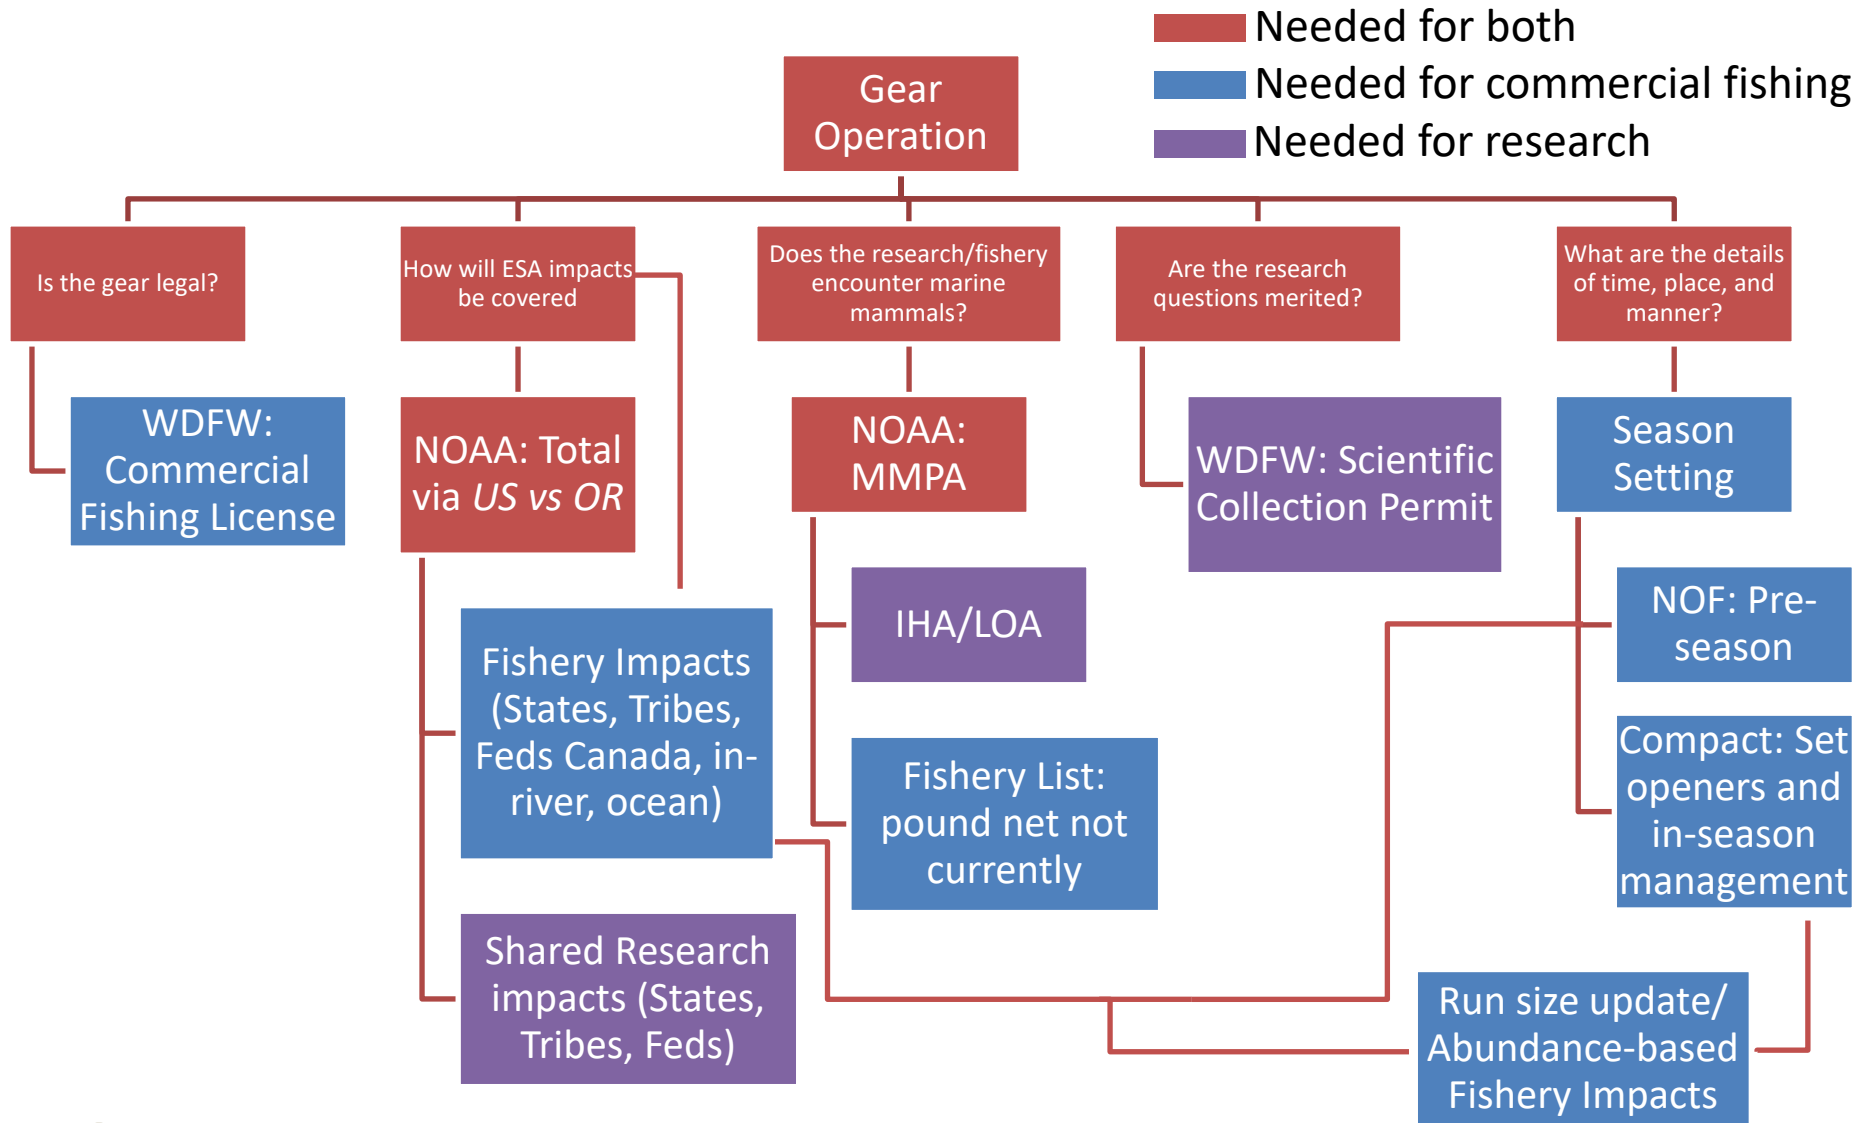 Needed for both
Needed for commercial fishing
Needed for research
Gear
Operation
Is the gear legal?
How will ESA impacts
be covered
Does the research/fishery
encounter marine
mammals?
Are the research
questions merited?
What are the details
of time, place, and
manner?
WDFW:
Commercial
Fishing License
NOAA: Total
via US vs OR
NOAA:
MMPA
WDFW: Scientific
Collection Permit
Season
Setting
Fishery Impacts
(States, Tribes,
Feds Canada, in-
river, ocean)
IHA/LOA
NOF: Pre-
season
Fishery List:
pound net not
currently
Compact: Set
openers and
in-season
management
Shared Research
impacts (States,
Tribes, Feds)
Run size update/
Abundance-based
Fishery Impacts